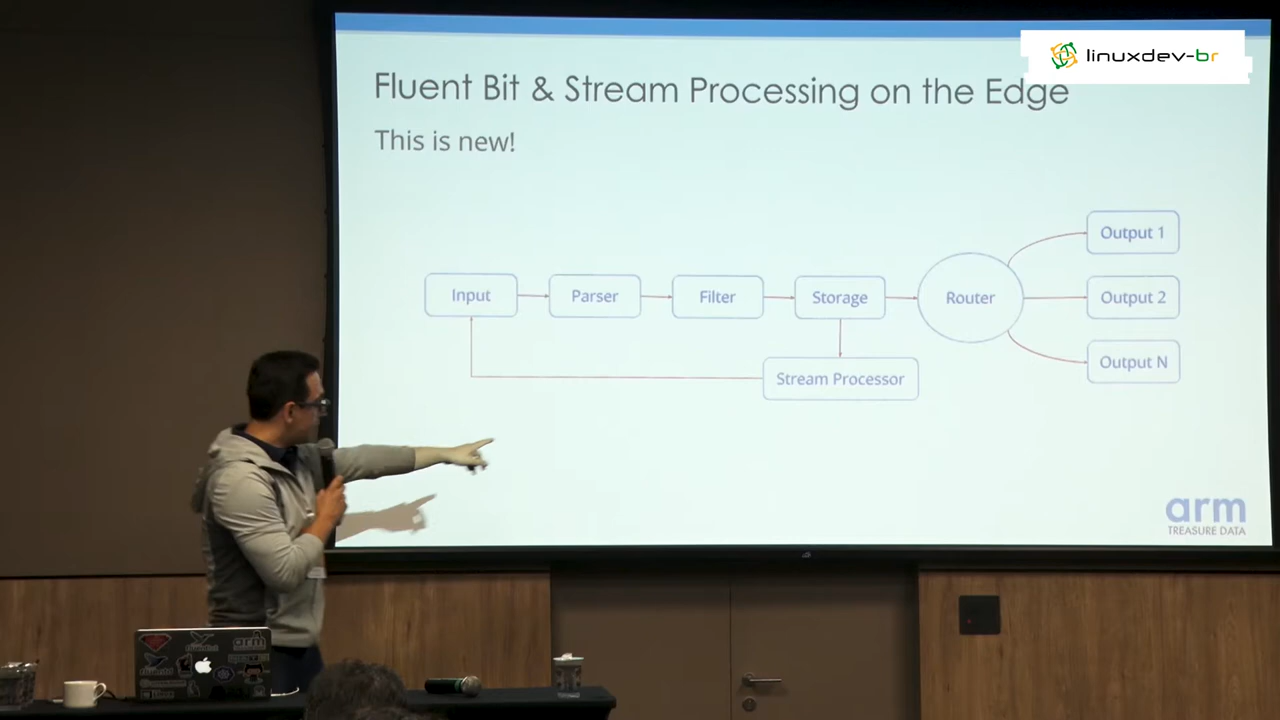 linuxdev-br
Fluent Bit & Stream Processing on the Edge
This is new!
Input
Parser
Filter
Storage
Router
Output 1
Output 2
Output N
Stream Processor
arm
TREASURE DATA
arm